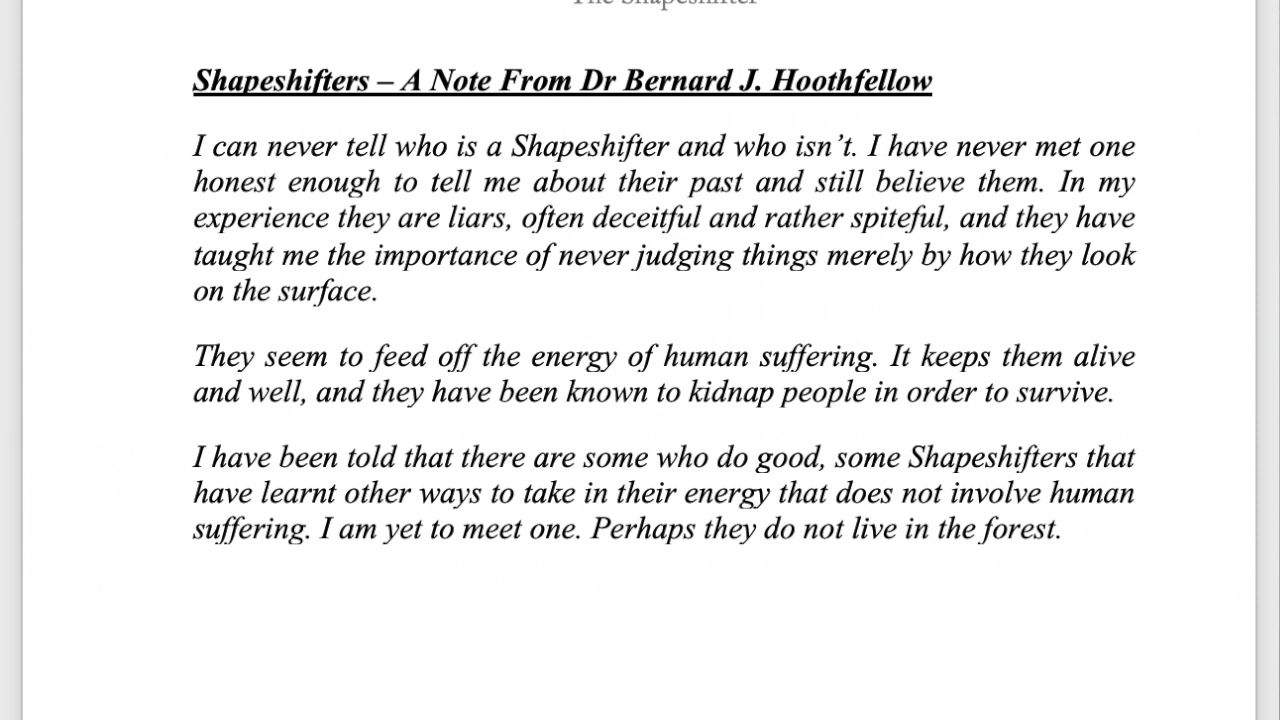 The Shapeshifter
Shapeshifters – A Note From Dr Bernard J. Hoothfellow
I can never tell who is a Shapeshifter and who isn’t. I have never met one
honest enough to tell me about their past and still believe them. In my
experience they are liars, often deceitful and rather spiteful, and they have
taught me the importance of never judging things merely by how they look
on the surface.
They seem to feed off the energy of human suffering. It keeps them alive
and well, and they have been known to kidnap people in order to survive.
I have been told that there are some who do good, some Shapeshifters that
have learnt other ways to take in their energy that does not involve human
suffering. I am yet to meet one. Perhaps they do not live in the forest.